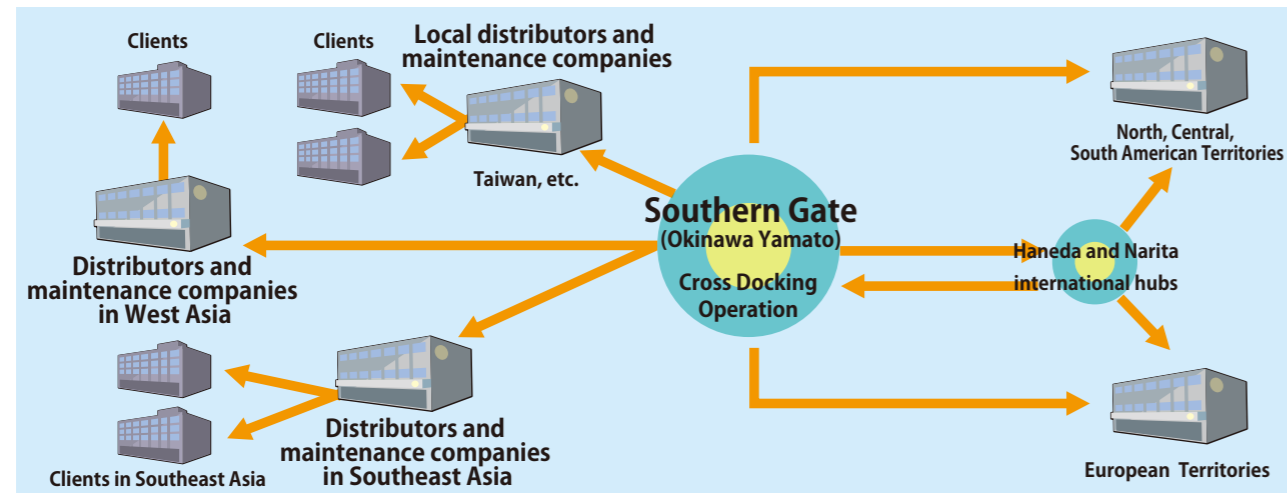 Clients
Clients
Local distributors and
maintenance companies
Taiwan, etc.
North, Central,
South American Territories
Southern Gate
(Okinawa Yamato)
Cross Docking
Operation
Haneda and Narita
international hubs
Distributors and
maintenance companies
in West Asia
Distributors and
maintenance companies
in Southeast Asia
Clients in Southeast Asia
European Territories